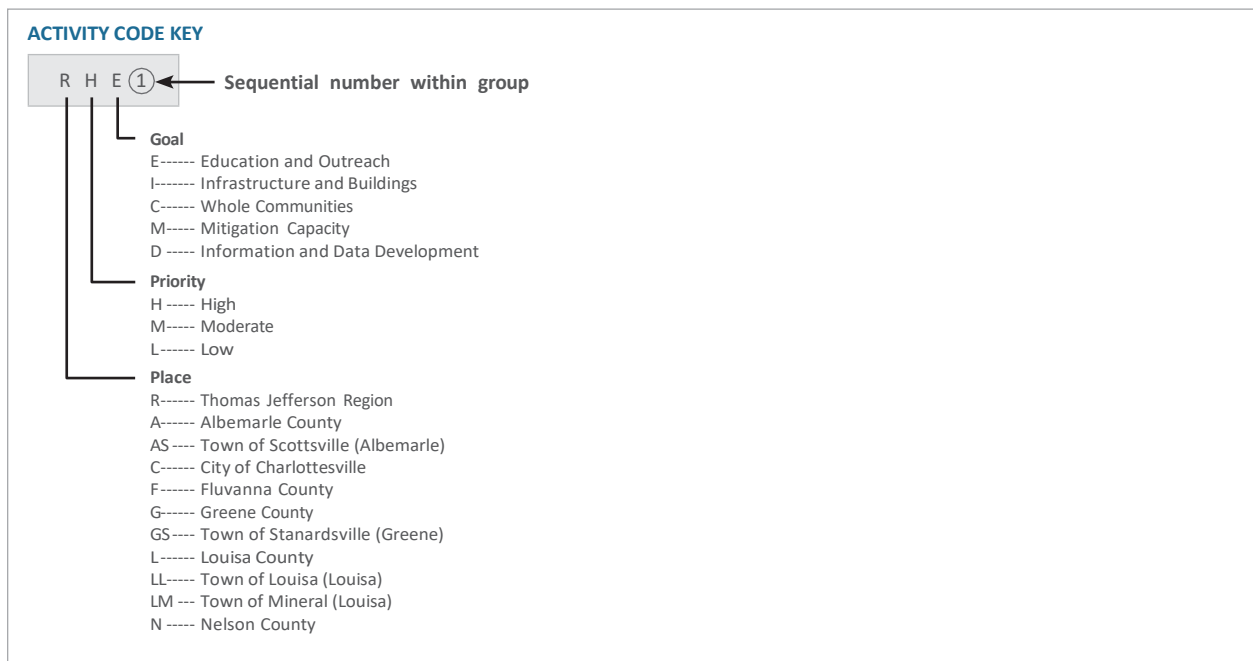 ACTIVITY CODE KEY
R H E 1 Sequential number within group
Goal
E------ Education and Outreach
I------- Infrastructure and Buildings
C------ Whole Communities
M----- Mitigation Capacity
D ----- Information and Data Development
Priority
H ----- High
M----- Moderate
L------ Low
Place
R------ Thomas Jefferson Region
A------ Albemarle County
AS---- Town of Scottsville (Albemarle)
C------ City of Charlottesville
F------ Fluvanna County
G------ Greene County
GS---- Town of Stanardsville (Greene)
L------ Louisa County
LL----- Town of Louisa (Louisa)
LM --- Town of Mineral (Louisa)
N ----- Nelson County